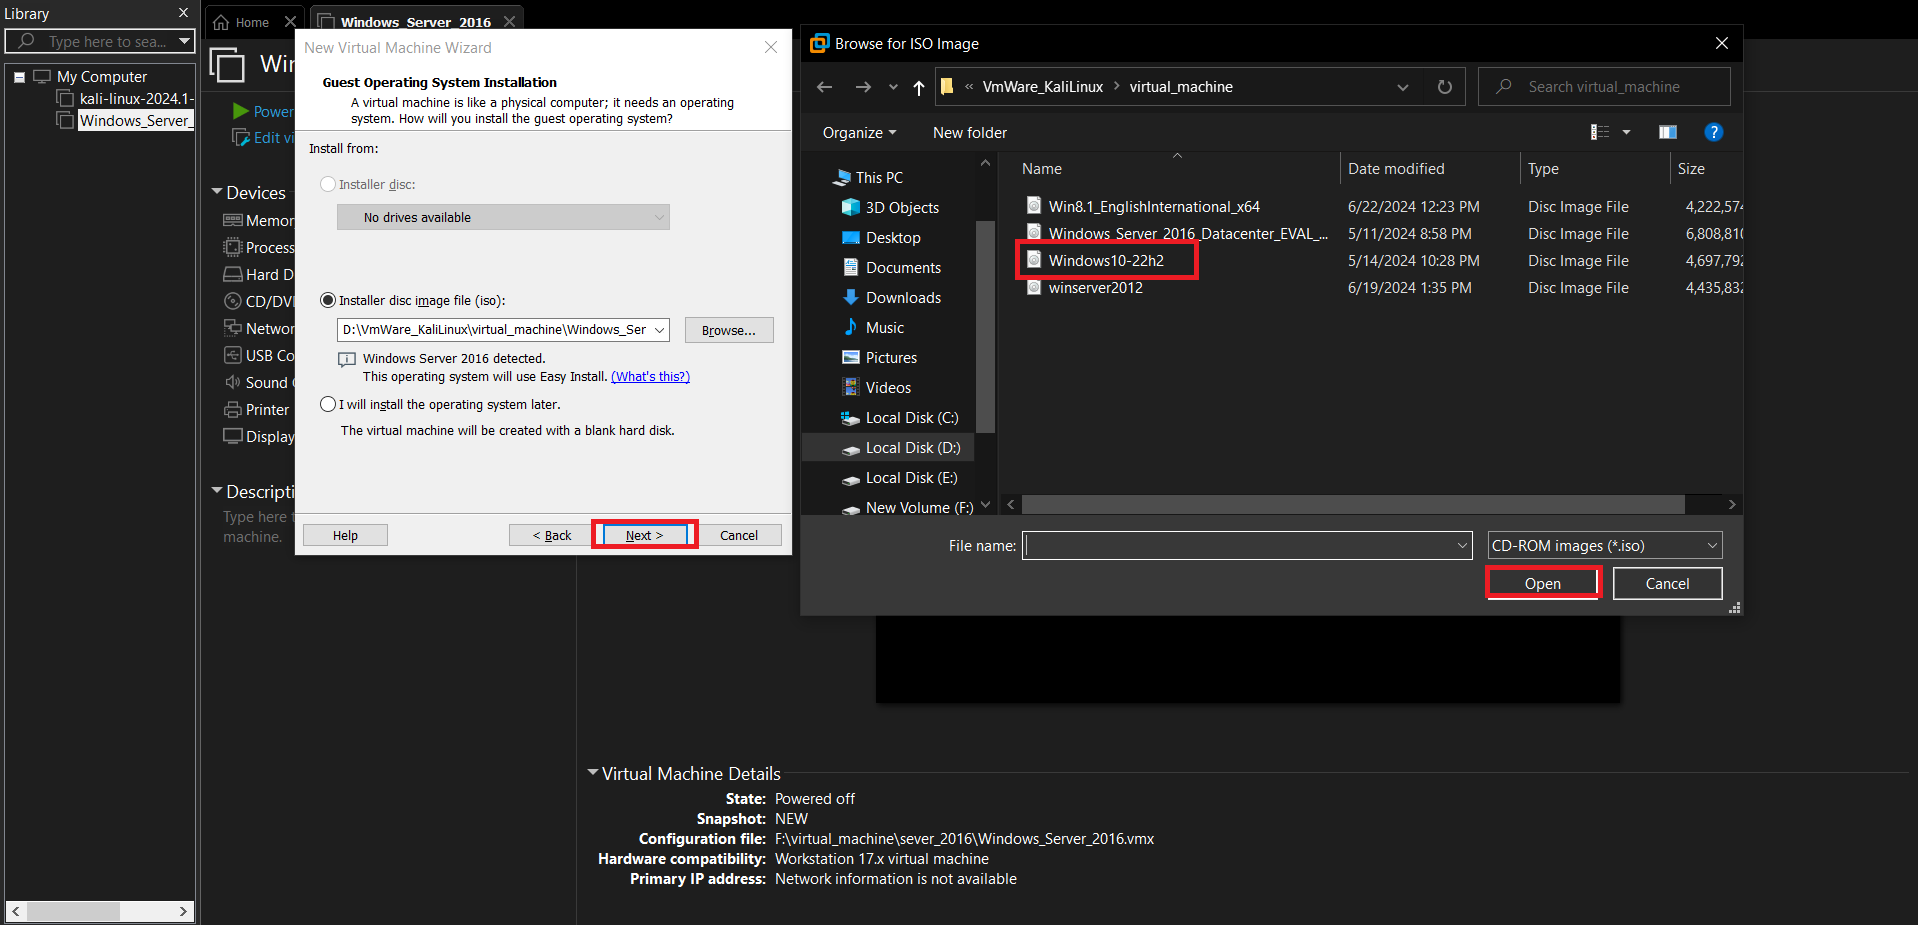 Library
Type here to sea...
My Computer
kali-linux-2024.1-
Windows_Server_
Home
Windows_Server_2016
Win
Power
Edit vi
Devices
Memor
Process
Hard D
CD/DV
Networ
USB Co
Sound
Printer
Display
Descripti
Type here t
machine.
New Virtual Machine Wizard
Guest Operating System Installation
A virtual machine is like a physical computer; it needs an operating
system. How will you install the guest operating system?
Install from:
Installer disc:
No drives available
Installer disc image file (iso):
D:\VmWare_KaliLinux\virtual_machine\Windows_Ser
Browse...
Windows Server 2016 detected.
This operating system will use Easy Install. (What's this?)
I will install the operating system later.
The virtual machine will be created with a blank hard disk.
Help
< Back
Next >
Cancel
Browse for ISO Image
« VmWare_KaliLinux > virtual_machine
Search virtual_machine
Organize
New folder
?
This PC
3D Objects
Desktop
Documents
Downloads
Music
Pictures
Videos
Local Disk (C:)
Local Disk (D:)
Local Disk (E:)
New Volume (F:)
Name Date modified Type Size
Win8.1_EnglishInternational_x64 6/22/2024 12:23 PM Disc Image File 4,222,574
Windows_Server_2016_Datacenter_EVAL_... 5/11/2024 8:58 PM Disc Image File 6,808,810
Windows10-22h2 5/14/2024 10:28 PM Disc Image File 4,697,792
winserver2012 6/19/2024 1:35 PM Disc Image File 4,435,832
File name:
CD-ROM images (*.iso)
Open
Cancel
Virtual Machine Details
State: Powered off
Snapshot: NEW
Configuration file: F:\virtual_machine\sever_2016\Windows_Server_2016.vmx
Hardware compatibility: Workstation 17.x virtual machine
Primary IP address: Network information is not available